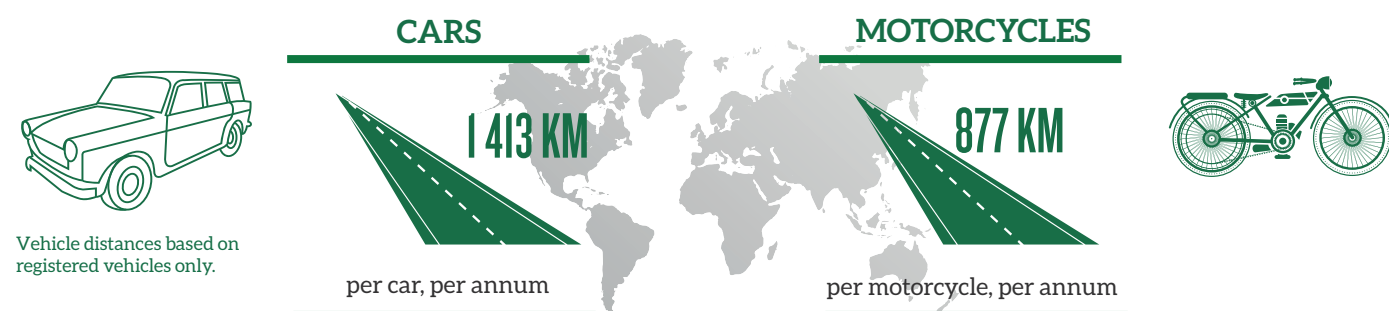 CARS
1 413 KM
per car, per annum
MOTORCYCLES
877 KM
per motorcycle, per annum
Vehicle distances based on
registered vehicles only.